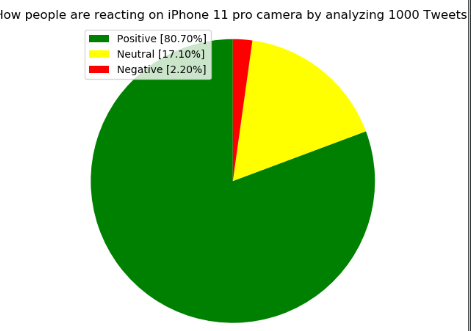 How people are reacting on iPhone 11 pro camera by analyzing 1000 Tweets
Positive [80.70%]
Neutral [17.10%]
Negative [2.20%]